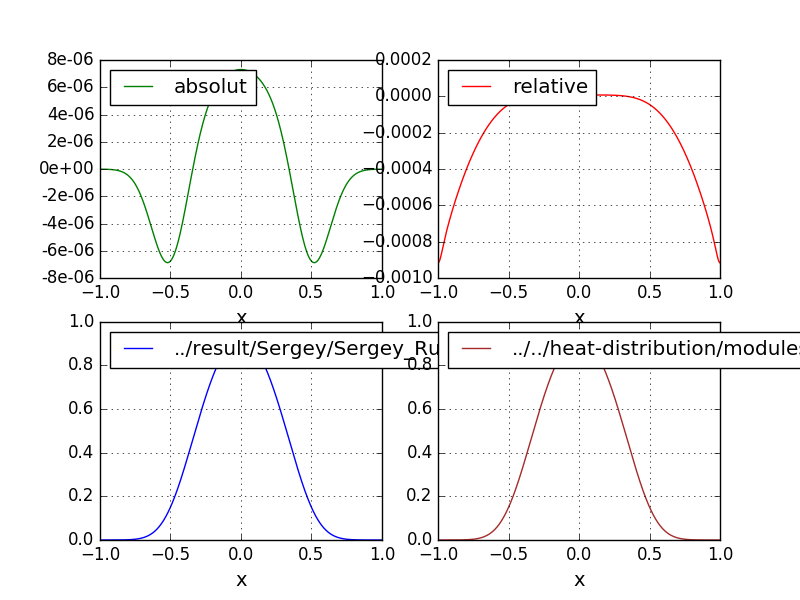 8e-06
6e-06
4e-06
2e-06
0e+00
-2e-06
-4e-06
-6e-06
-8e-06
absolut
−1.0 −0.5 0.0 0.5 1.0
x
0.0002
0.0000
−0.0002
−0.0004
−0.0006
−0.0008
−0.0010
relative
−1.0 −0.5 0.0 0.5 1.0
x
1.0
0.8
0.6
0.4
0.2
0.0
../result/Sergey/Sergey_Ru
−1.0 −0.5 0.0 0.5 1.0
x
1.0
0.8
0.6
0.4
0.2
0.0
../../heat-distribution/modules
−1.0 −0.5 0.0 0.5 1.0
x